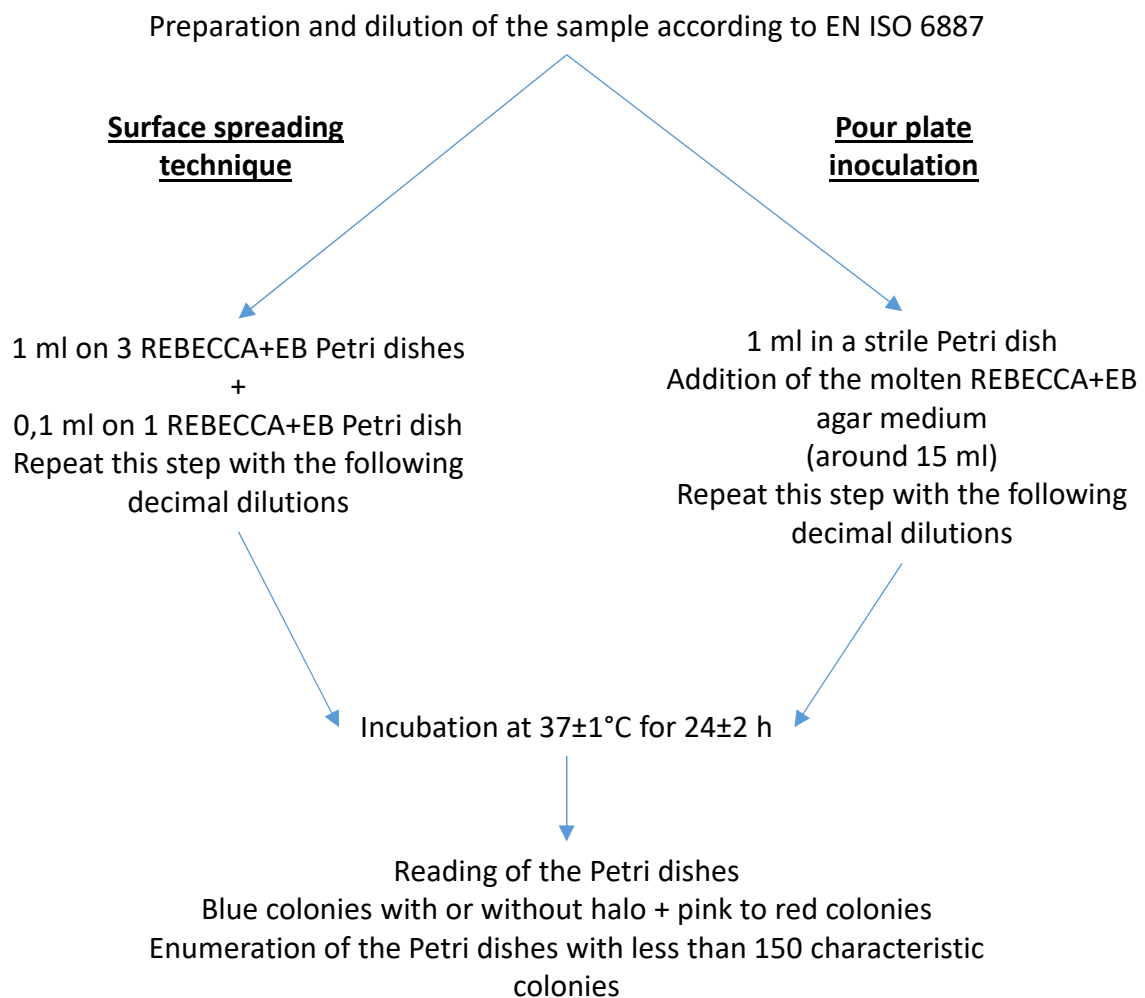 Preparation and dilution of the sample according to EN ISO 6887
Surface spreading
technique
Pour plate
inoculation
1 ml on 3 REBECCA+EB Petri dishes
+
0,1 ml on 1 REBECCA+EB Petri dish
Repeat this step with the following
decimal dilutions
1 ml in a strile Petri dish
Addition of the molten REBECCA+EB
agar medium
(around 15 ml)
Repeat this step with the following
decimal dilutions
Incubation at 37±1°C for 24±2 h
Reading of the Petri dishes
Blue colonies with or without halo + pink to red colonies
Enumeration of the Petri dishes with less than 150 characteristic
colonies